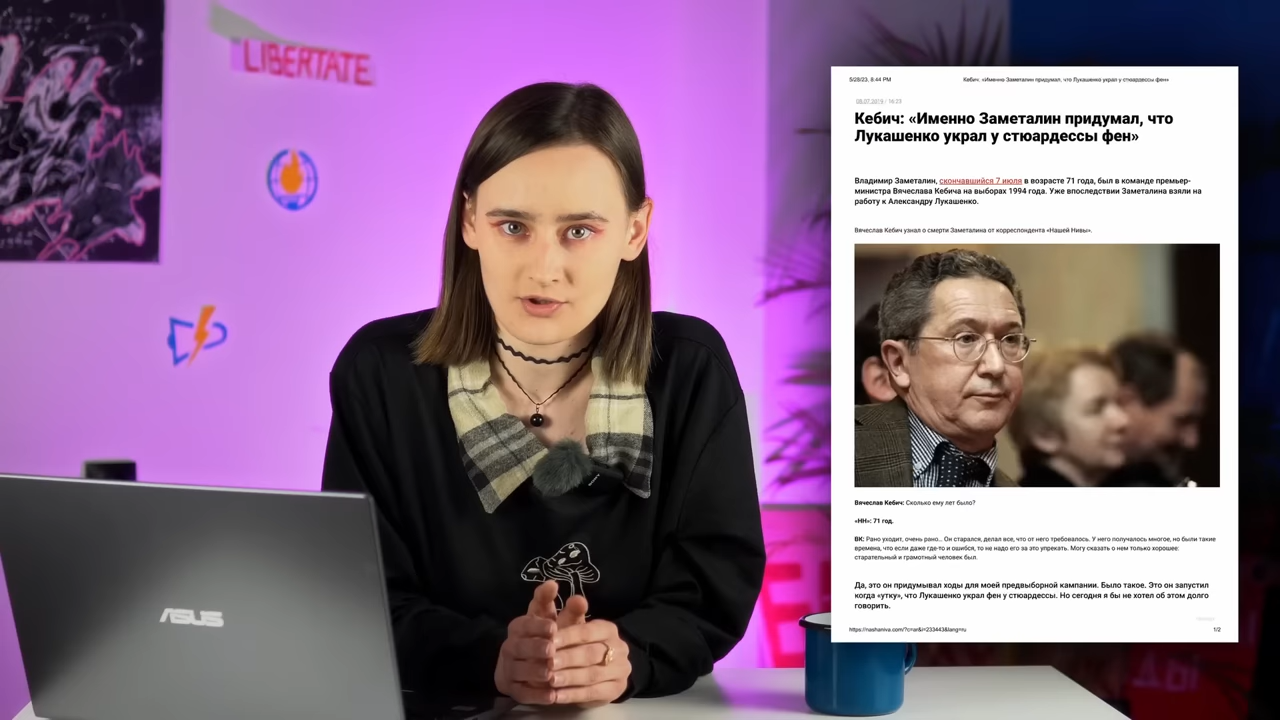 LIBERTATE
5/28/23, 8:44 PM
Кебич: «Именно Заметалин придумал, что Лукашенко украл у стюардессы фен»
08.07.2016 / 16:23
Кебич: «Именно Заметалин придумал, что
Лукашенко украл у стюардессы фен»
Владимир Заметалин, скончавшийся 7 июля в возрасте 71 года, был в команде премьер-
министра Вячеслава Кебича на выборах 1994 года. Уже впоследствии Заметалина взяли на
работу к Александру Лукашенко.
Вячеслав Кебич узнал о смерти Заметалина от корреспондента «Нашей Нивы».
Вячеслав Кебич: Сколько ему лет было?
«НН»: 71 год.
ВК: Рано уходит, очень рано... Он старался, делал все, что от него требовалось. У него получалось многое, но были такие
времена, что если даже где-то и ошибся, то не надо его за это упрекать. Могу сказать о нем только хорошее:
старательный и грамотный человек был.
Да, это он придумывал ходы для моей предвыборной кампании. Было такое. Это он запустил
когда «утку», что Лукашенко украл фен у стюардессы. Но сегодня я бы не хотел об этом долго
говорить.
https://nashaniva.com/?c=ar&i=233443&lang=ru
1/2
ASUS